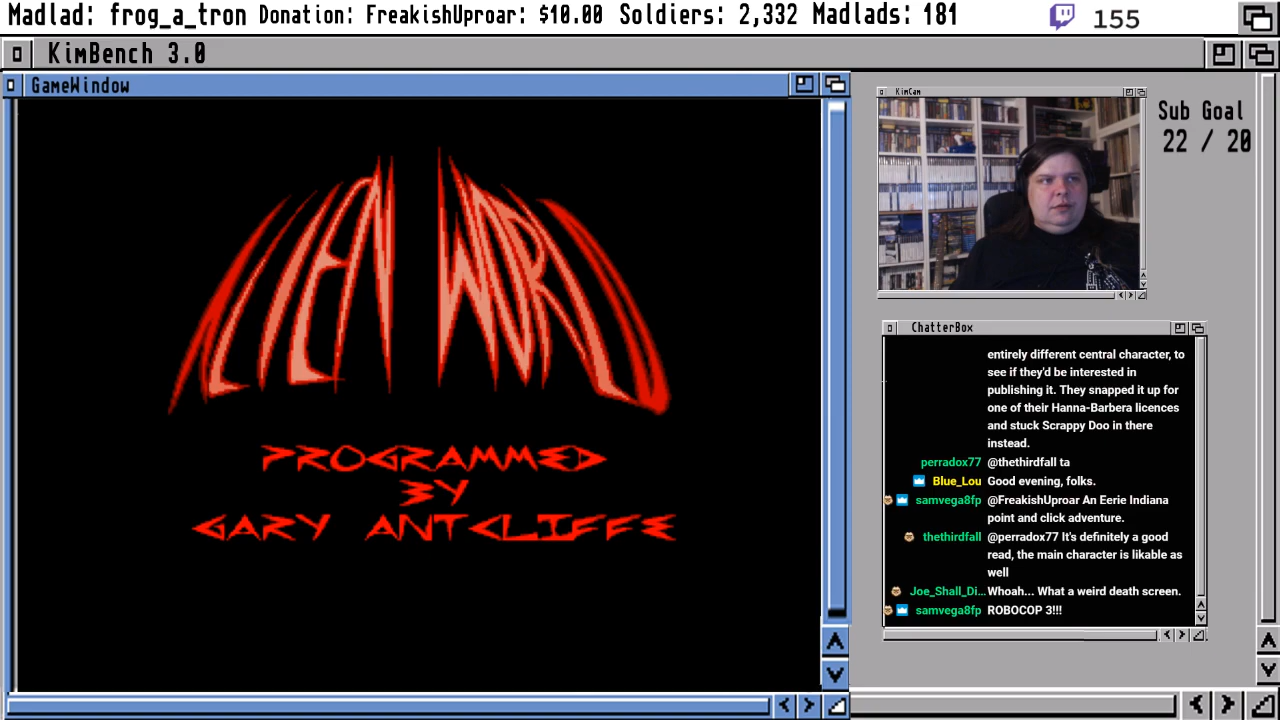 Madlad: frog_a_tron Donation: FreakishUproar: $10.00 Soldiers: 2,332 Madlads: 181
155
KimBench 3.0
GameWindow
ALIEN WORLD
PROGRAMMED
BY
GARY ANTCLIFFE
KimCam
Sub Goal
22 / 20
ChatterBox
entirely different central character, to
see if they'd be interested in
publishing it. They snapped it up for
one of their Hanna-Barbera licences
and stuck Scrappy Doo in there
instead.
perradox77 @thethirdfall ta
Blue_Lou Good evening, folks.
samvega8fp @FreakishUproar An Eerie Indiana
point and click adventure.
thethirdfall @perradox77 It's definitely a good
read, the main character is likable as
well
Joe_Shall_Di... Whoah... What a weird death screen.
samvega8fp ROBOCOP 3!!!